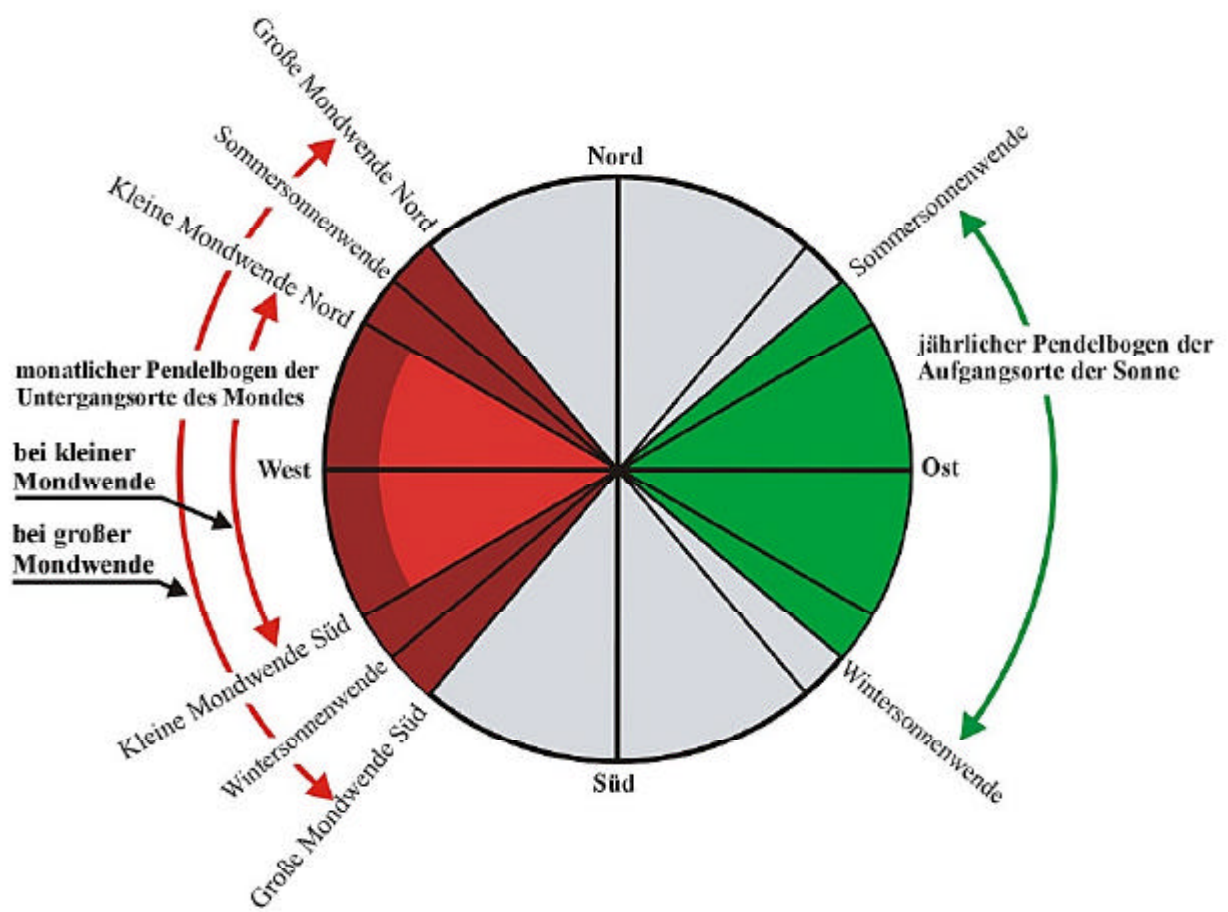 Große Mondwende Nord
Sommersonnenwende
Kleine Mondwende Nord
Nord
Sommersonnenwende
monatlicher Pendelbogen der
Untergangsorte des Mondes
jährlicher Pendelbogen der
Aufgangsorte der Sonne
bei kleiner
Mondwende
West
Ost
bei großer
Mondwende
Kleine Mondwende Süd
Wintersonnenwende
Große Mondwende Süd
Süd
Wintersonnenwende